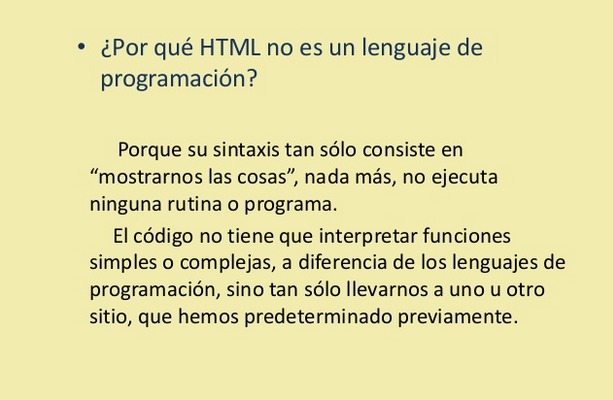 • ¿Por qué HTML no es un lenguaje de
programación?
Porque su sintaxis tan sólo consiste en
“mostrarnos las cosas”, nada más, no ejecuta
ninguna rutina o programa.
El código no tiene que interpretar funciones
simples o complejas, a diferencia de los lenguajes de
programación, sino tan sólo llevarnos a uno u otro
sitio, que hemos predeterminado previamente.